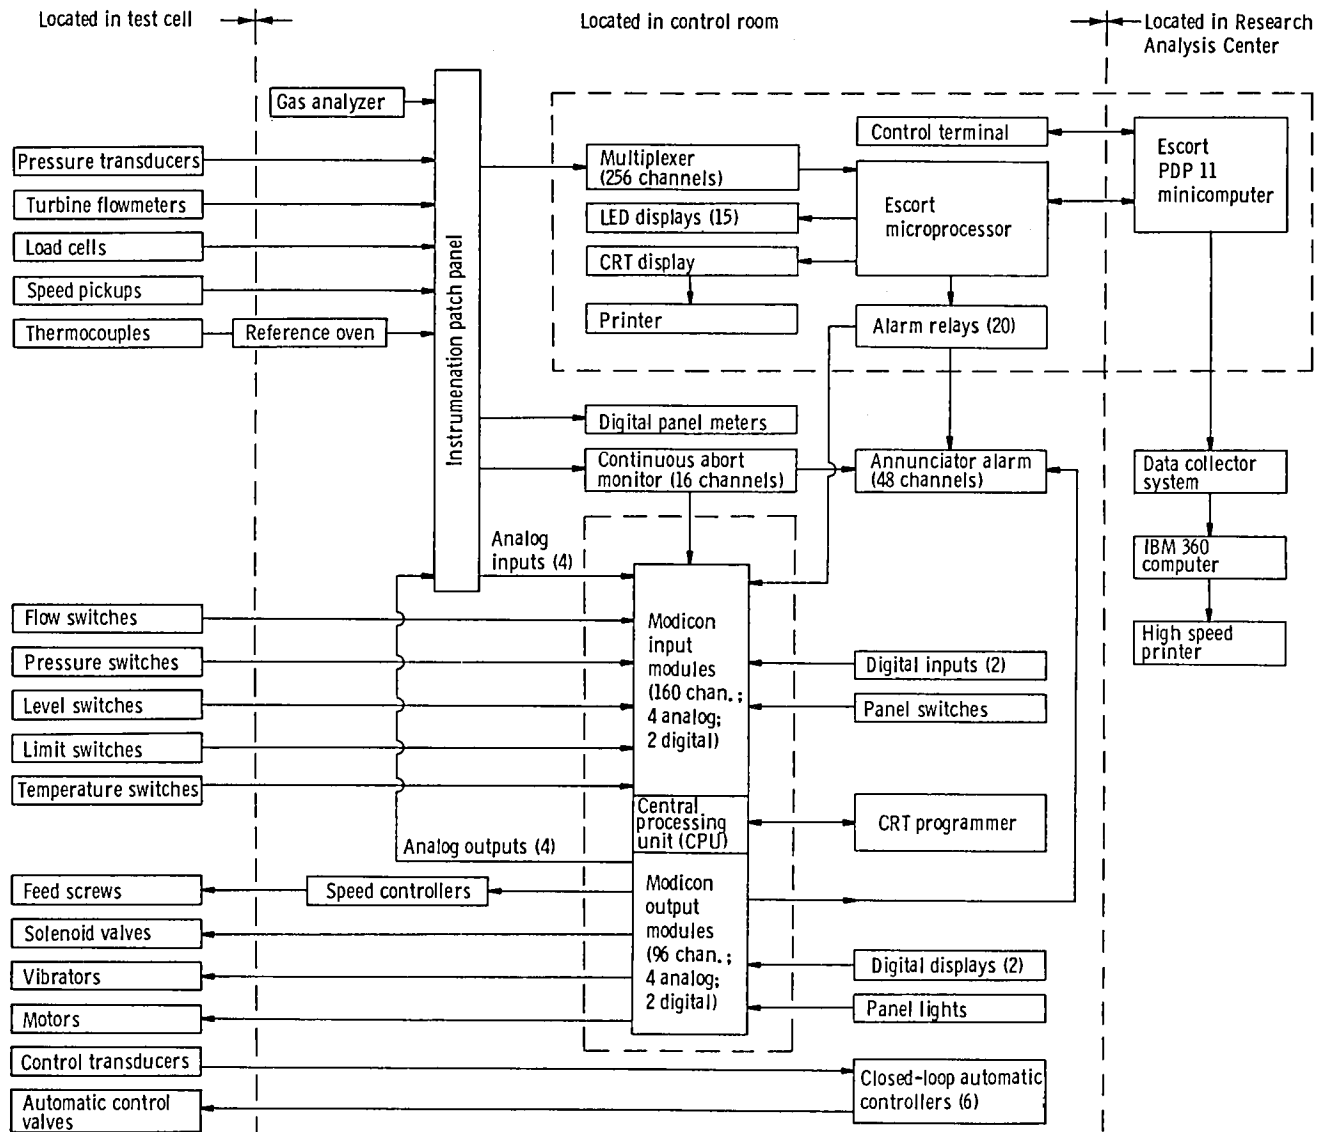 Located in test cell
Located in control room
Located in Research
Analysis Center
Gas analyzer
Pressure transducers
Turbine flowmeters
Load cells
Speed pickups
Thermocouples
Reference oven
Instrumenation patch panel
Multiplexer
(256 channels)
LED displays (15)
CRT display
Printer
Control terminal
Escort
microprocessor
Alarm relays (20)
Escort
PDP 11
minicomputer
Digital panel meters
Continuous abort
monitor (16 channels)
Annunciator alarm
(48 channels)
Data collector
system
IBM 360
computer
High speed
printer
Analog
inputs (4)
Flow switches
Pressure switches
Level switches
Limit switches
Temperature switches
Modicon
input
modules
(160 chan.;
4 analog;
2 digital)
Digital inputs (2)
Panel switches
Central
processing
unit (CPU)
CRT programmer
Analog outputs (4)
Feed screws
Speed controllers
Solenoid valves
Vibrators
Motors
Modicon
output
modules
(96 chan.;
4 analog;
2 digital)
Digital displays (2)
Panel lights
Control transducers
Automatic control
valves
Closed-loop automatic
controllers (6)